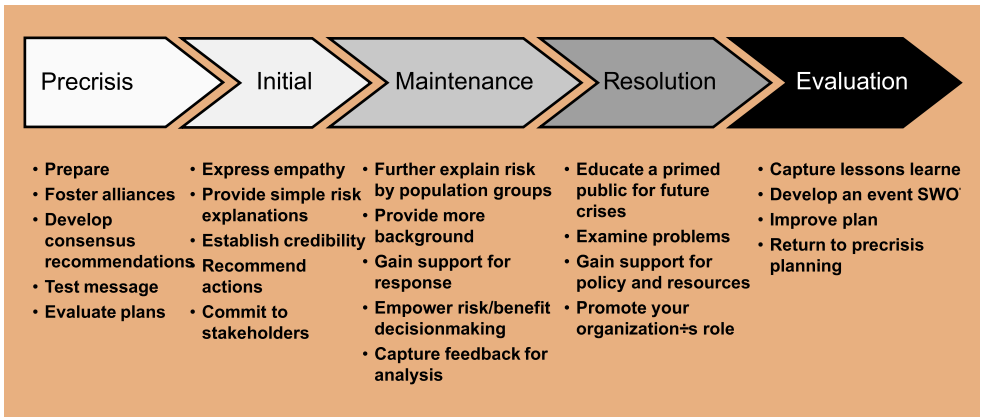 Precrisis
Initial
Maintenance
Resolution
Evaluation
• Prepare
• Foster alliances
• Develop
consensus
recommendations
• Test message
• Evaluate plans
• Express empathy
• Provide simple risk
explanations
• Establish credibility
• Recommend
actions
• Commit to
stakeholders
• Further explain risk
by population groups
• Provide more
background
• Gain support for
response
• Empower risk/benefit
decisionmaking
• Capture feedback for
analysis
• Educate a primed
public for future
crises
• Examine problems
• Gain support for
policy and resources
• Promote your
organization÷s role
• Capture lessons learne
• Develop an event SWO
• Improve plan
• Return to precrisis
planning